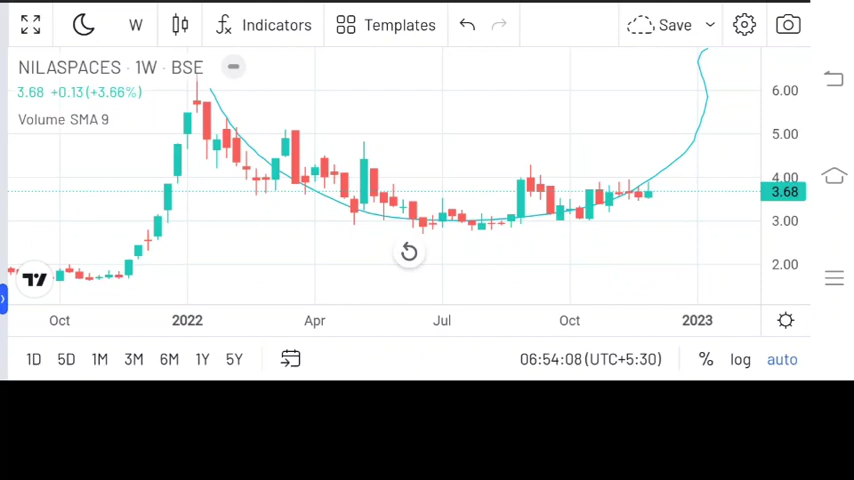 W Indicators Templates Save
NILASPACES · 1W · BSE
3.68 +0.13 (+3.66%)
Volume SMA 9
6.00
5.00
4.00
3.68
3.00
2.00
Oct 2022 Apr Jul Oct 2023
1D 5D 1M 3M 6M 1Y 5Y 06:54:08 (UTC+5:30) % log auto